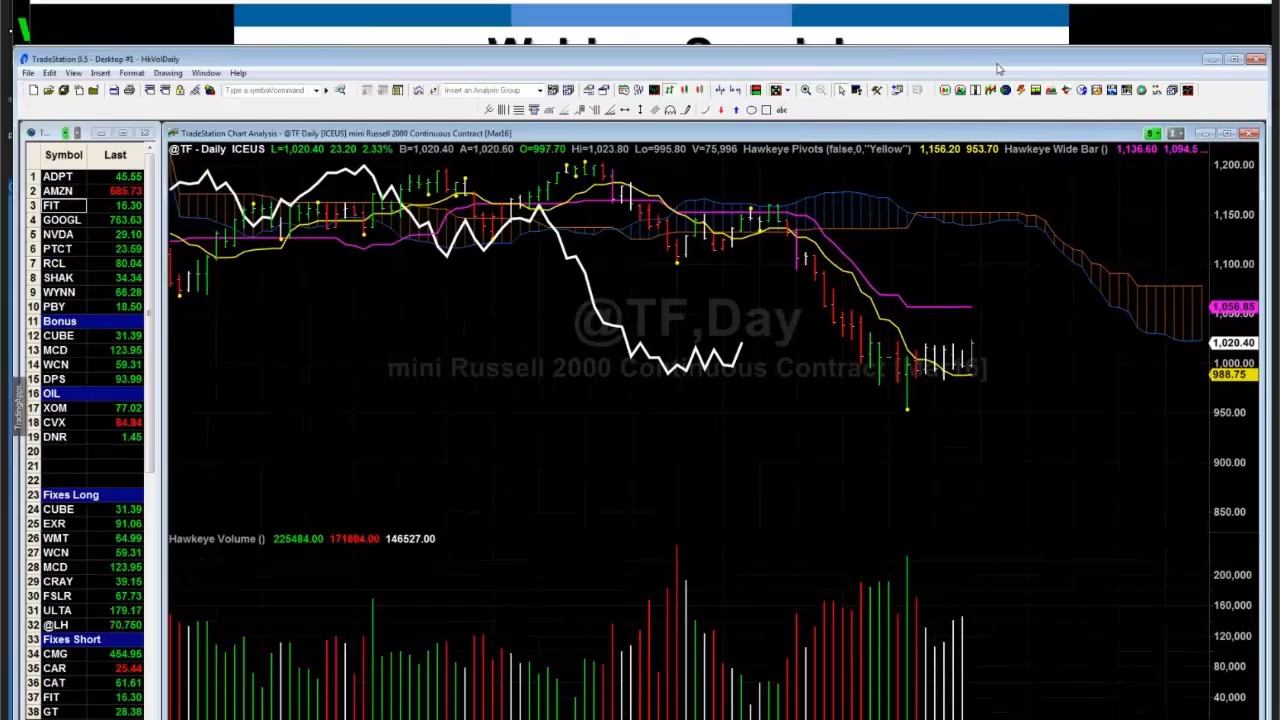 TradeStation 9.5 - Desktop #1 - HkVolDaily
File Edit View Insert Format Drawing Window Help
Type a symbol/command
Insert an Analysis Group
abc
T...
TradeStation Chart Analysis - @TF Daily [ICEUS] mini Russell 2000 Continuous Contract [Mar16]
@TF - Daily ICEUS L=1,020.40 23.20 2.33% B=1,020.40 A=1,020.60 O=997.70 Hi=1,023.80 Lo=995.80 V=75,996 Hawkeye Pivots (false,0,"Yellow") 1,156.20 953.70 Hawkeye Wide Bar () 1,136.60 1,094.5...
Symbol Last
1 ADPT 45.55
2 AMZN 585.73
3 FIT 16.30
4 GOOGL 763.63
5 NVDA 29.10
6 PTCT 23.59
7 RCL 80.04
8 SHAK 34.34
9 WYNN 66.28
10 PBY 18.50
11 Bonus
12 CUBE 31.39
13 MCD 123.95
14 WCN 59.31
15 DPS 93.99
16 OIL
17 XOM 77.02
18 CVX 84.84
19 DNR 1.45
20
21
22
23 Fixes Long
24 CUBE 31.39
25 EXR 91.06
26 WMT 64.99
27 WCN 59.31
28 MCD 123.95
29 CRAY 39.15
30 FSLR 67.73
31 ULTA 179.17
32 @LH 70.750
33 Fixes Short
34 CMG 454.95
35 CAR 25.44
36 CAT 61.61
37 FIT 16.30
38 GT 28.38
TradingApps
@TF,Day
mini Russell 2000 Continuous Contract [Mar16]
1,200.00
1,150.00
1,100.00
1,056.85
1,050.00
1,020.40
1,000.00
988.75
950.00
900.00
850.00
Hawkeye Volume () 225484.00 171804.00 146527.00
200,000
160,000
120,000
80,000
40,000